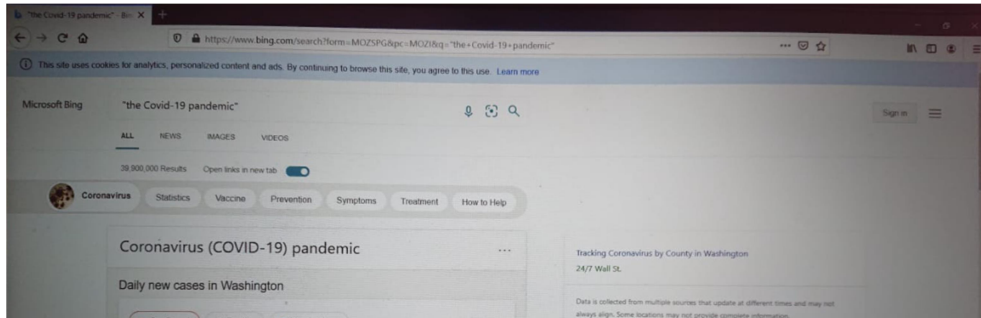 "the Covid-19 pandemic" - Bin
https://www.bing.com/search?form=MOZSPG&pc=MOZI&q="the+Covid-19+pandemic"
This site uses cookies for analytics, personalized content and ads. By continuing to browse this site, you agree to this use. Learn more
Microsoft Bing
"the Covid-19 pandemic"
Sign in
ALL NEWS IMAGES VIDEOS
39,900,000 Results Open links in new tab
Coronavirus Statistics Vaccine Prevention Symptoms Treatment How to Help
Coronavirus (COVID-19) pandemic
Daily new cases in Washington
Tracking Coronavirus by County in Washington
24/7 Wall St.
Data is collected from multiple sources that update at different times and may not
always align. Some locations may not provide complete information.